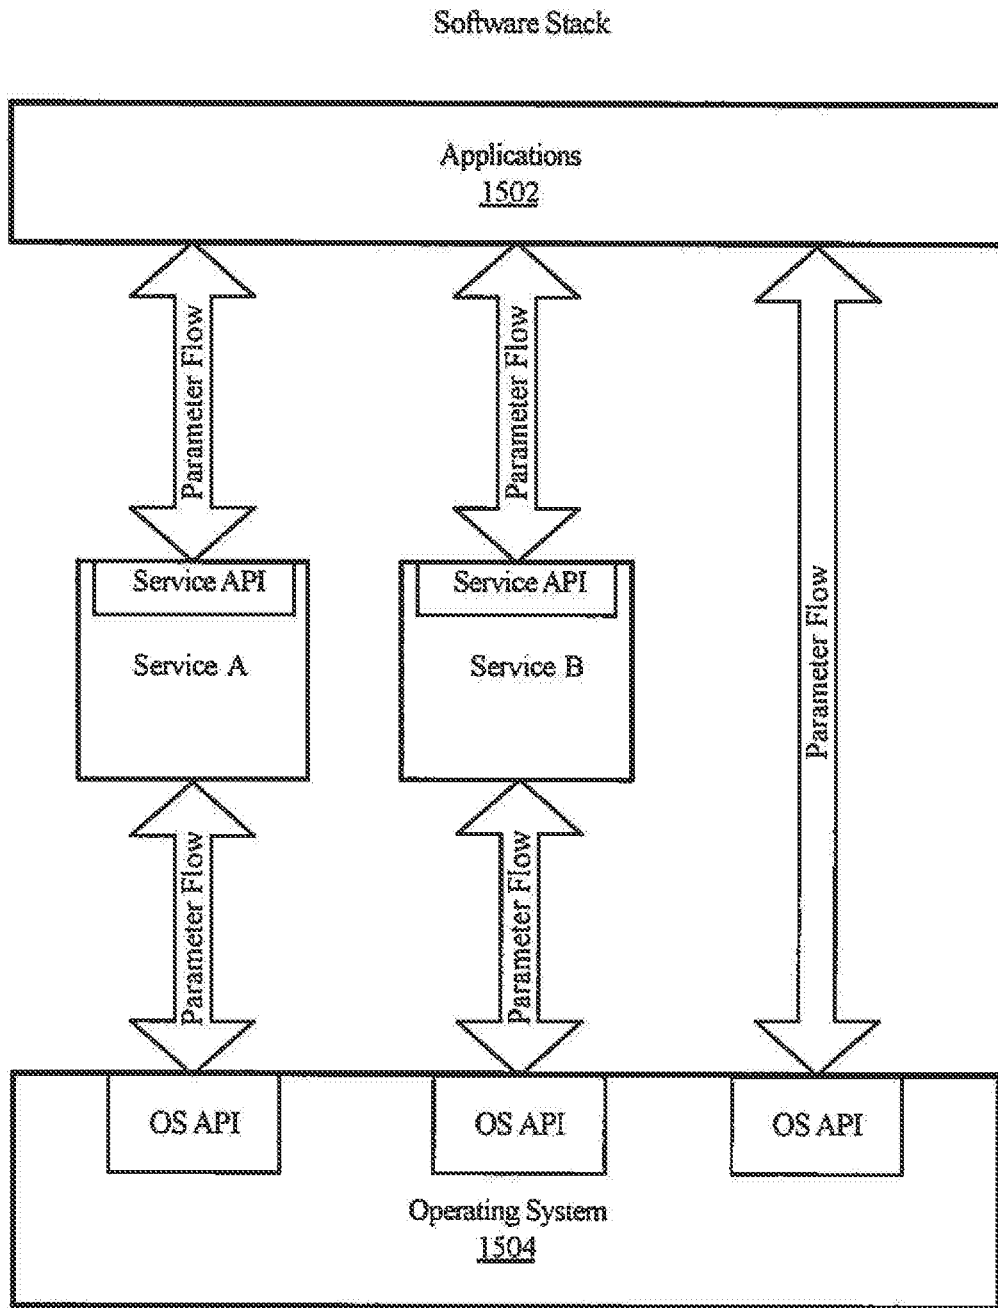 Software Stack
Applications
1502
Parameter Flow
Parameter Flow
Parameter Flow
Service API
Service API
Service A
Service B
Parameter Flow
Parameter Flow
OS API
OS API
OS API
Operating System
1504